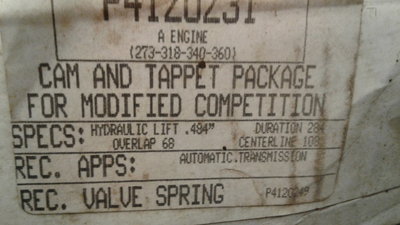 P4120231
A ENGINE
(273-318-340-360)
CAM AND TAPPET PACKAGE
FOR MODIFIED COMPETITION
SPECS: HYDRAULIC LIFT .484" DURATION 284
OVERLAP 68 CENTERLINE 108
REC. APPS: AUTOMATIC.TRANSMISSION
REC. VALVE SPRING P4120249